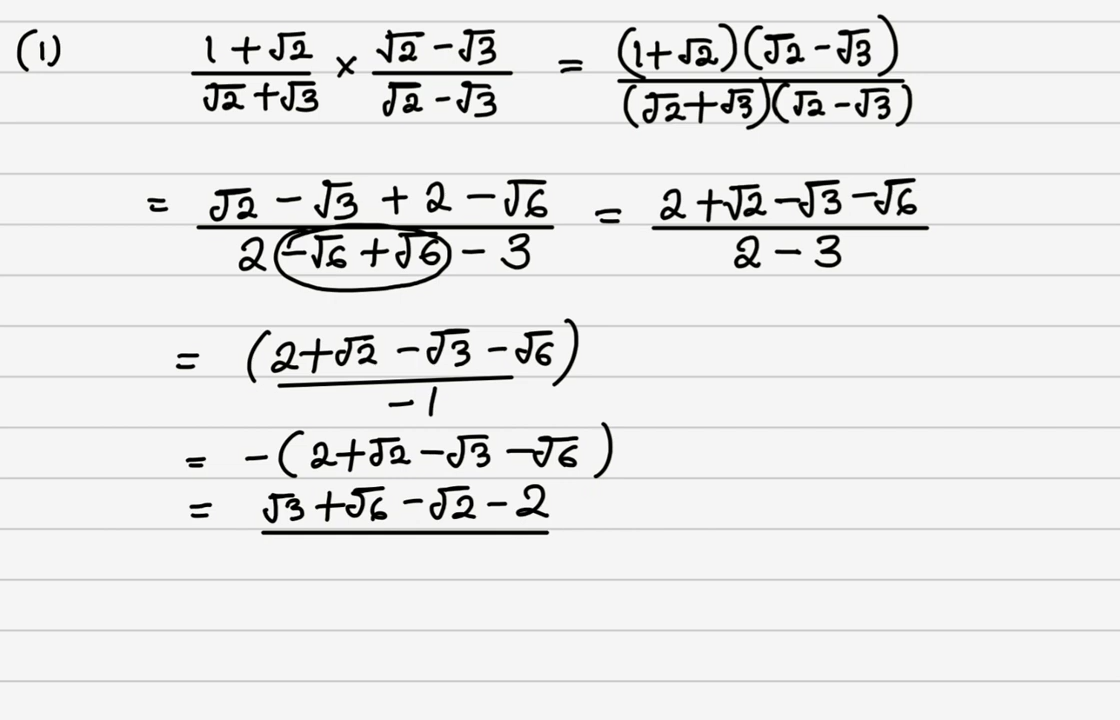 (1) (1+√2)/(√2+√3) × (√2-√3)/(√2-√3) = ((1+√2)(√2-√3))/((√2+√3)(√2-√3))
= (√2-√3+2-√6)/(2-√6+√6-3) = (2+√2-√3-√6)/(2-3)
= (2+√2-√3-√6)/-1
= -(2+√2-√3-√6)
= √3+√6-√2-2